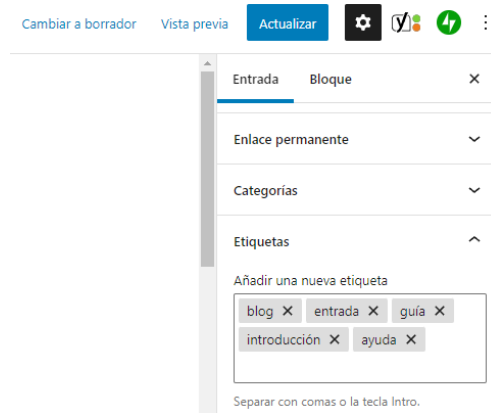 Cambiar a borrador Vista previa Actualizar
Entrada Bloque
Enlace permanente
Categorías
Etiquetas
Añadir una nueva etiqueta
blog entrada guía
introducción ayuda
Separar con comas o la tecla Intro.